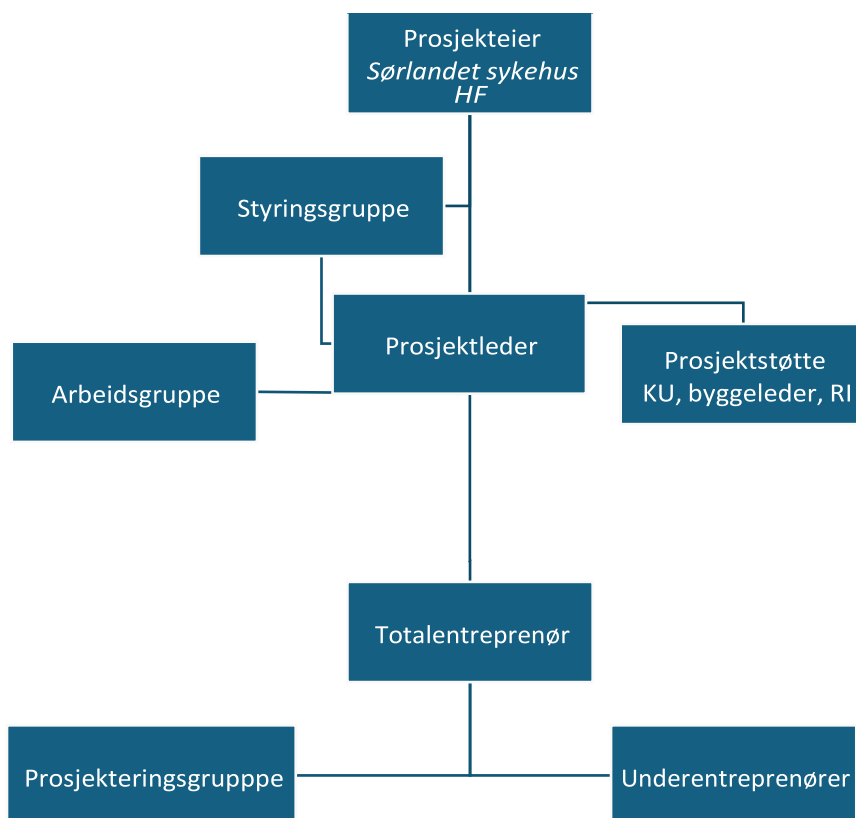 Prosjekteier
Sørlandet sykehus
HF
Styringsgruppe
Prosjektleder
Prosjektstøtte
KU, byggeleder, RI
Arbeidsgruppe
Totalentreprenør
Prosjekteringsgrupppe
Underentreprenører